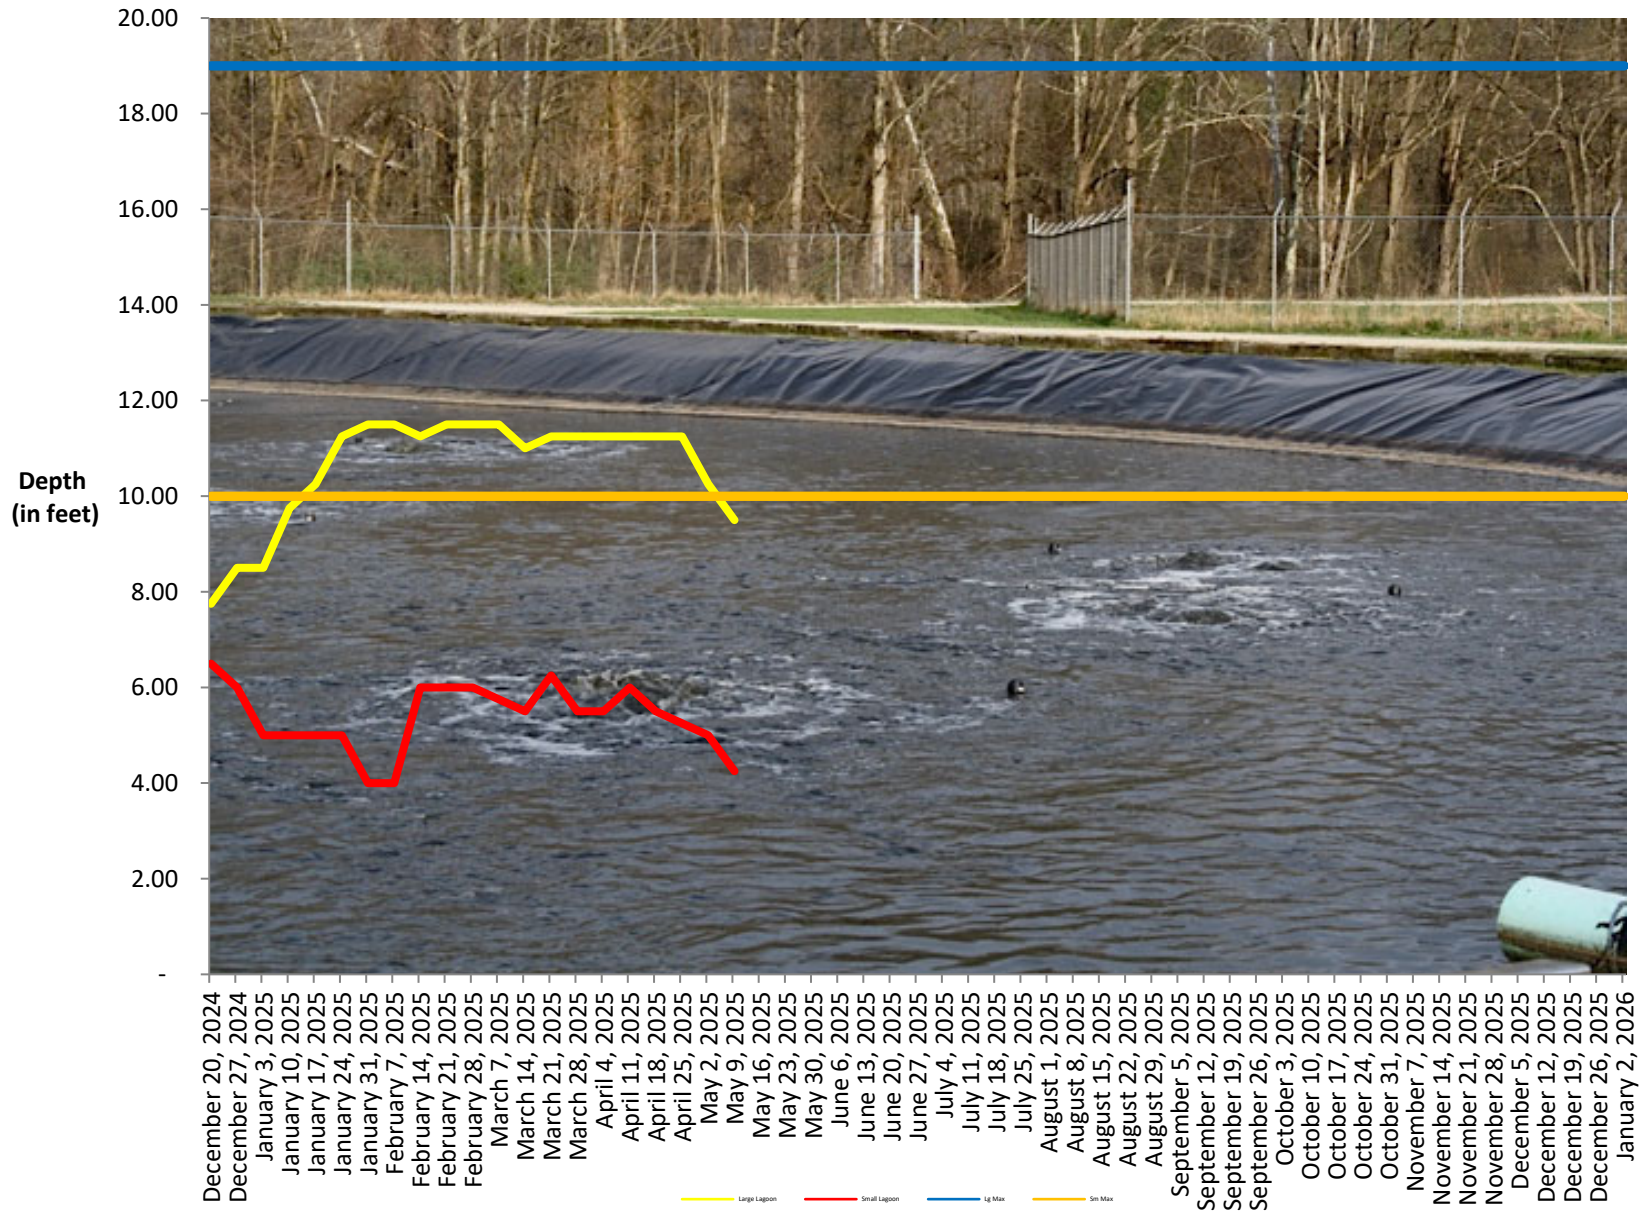 20.00
18.00
16.00
14.00
12.00
10.00
8.00
6.00
4.00
2.00
-
Depth
(in feet)
December 20, 2024
December 27, 2024
January 3, 2025
January 10, 2025
January 17, 2025
January 24, 2025
January 31, 2025
February 7, 2025
February 14, 2025
February 21, 2025
February 28, 2025
March 7, 2025
March 14, 2025
March 21, 2025
March 28, 2025
April 4, 2025
April 11, 2025
April 18, 2025
April 25, 2025
May 2, 2025
May 9, 2025
May 16, 2025
May 23, 2025
May 30, 2025
June 6, 2025
June 13, 2025
June 20, 2025
June 27, 2025
July 4, 2025
July 11, 2025
July 18, 2025
July 25, 2025
August 1, 2025
August 8, 2025
August 15, 2025
August 22, 2025
August 29, 2025
September 5, 2025
September 12, 2025
September 19, 2025
September 26, 2025
October 3, 2025
October 10, 2025
October 17, 2025
October 24, 2025
October 31, 2025
November 7, 2025
November 14, 2025
November 21, 2025
November 28, 2025
December 5, 2025
December 12, 2025
December 19, 2025
December 26, 2025
January 2, 2026
Large Lagoon
Small Lagoon
Lg Max
Sm Max